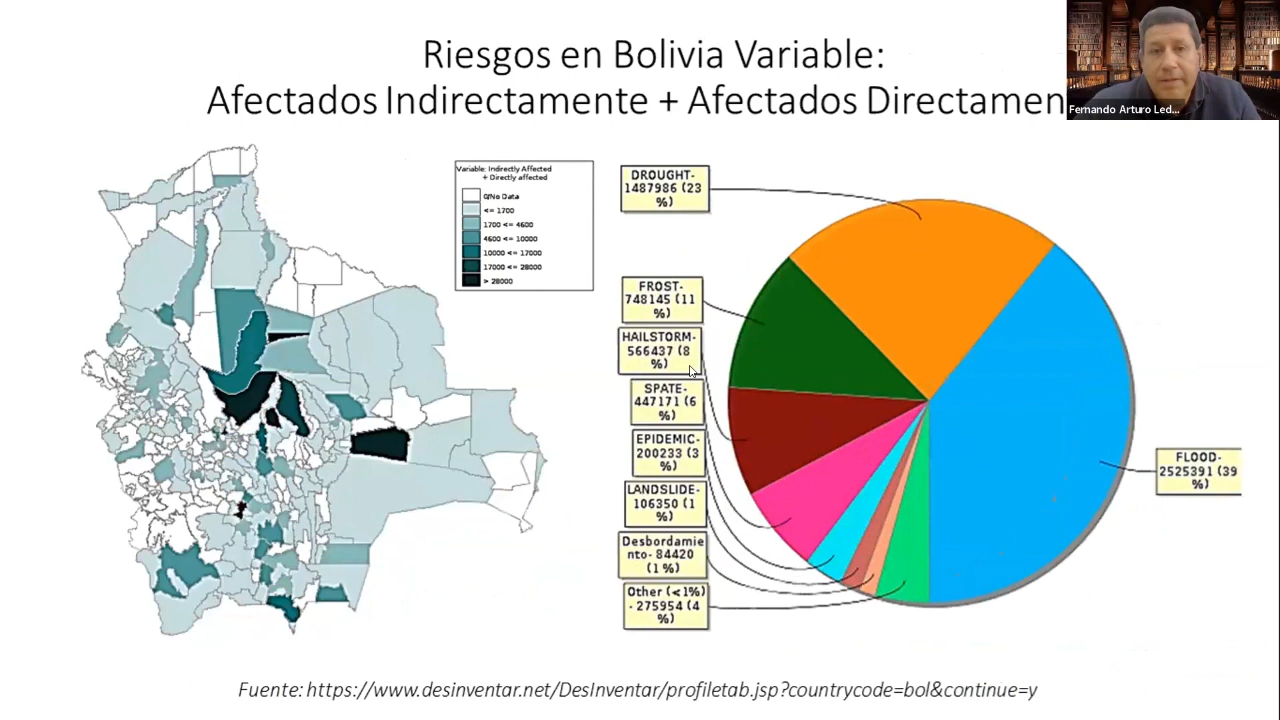 Riesgos en Bolivia Variable:
Afectados Indirectamente + Afectados Directamen
Fernando Arturo Led...
Variable: Indirectly Affected
+ Directly affected
0/No Data
<= 1700
1700 <= 4600
4600 <= 10000
10000 <= 17000
17000 <= 28000
> 28000
DROUGHT-
1487986 (23
%)
FROST-
748145 (11
%)
HAILSTORM-
566437 (8
%)
SPATE-
447171 (6
%)
EPIDEMIC-
200233 (3
%)
LANDSLIDE-
106350 (1
%)
Desbordamie
nto- 84420
(1 %)
Other (<1%)
- 275954 (4
%)
FLOOD-
2525391 (39
%)
Fuente: https://www.desinventar.net/DesInventar/profiletab.jsp?countrycode=bol&continue=y